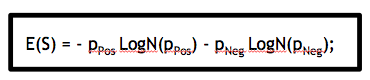 E(S) = - pPos LogN(pPos) - pNeg LogN(pNeg);